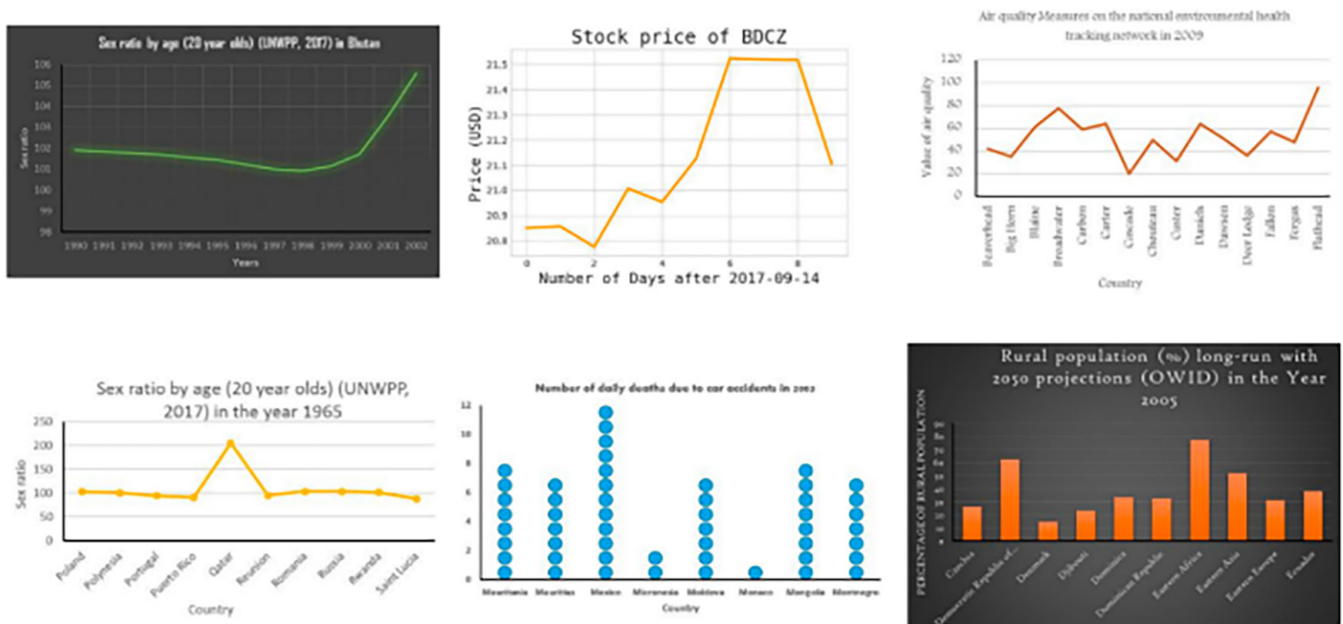 Sex ratio by age (20 year olds) (UNWPP, 2017) in Bhutan
106
105
104
103
102
101
100
99
98
Sex ratio
1990 1991 1992 1993 1994 1995 1996 1997 1998 1999 2000 2001 2002
Years
Stock price of BDCZ
21.5
21.4
21.3
21.2
21.1
21.0
20.9
20.8
Price (USD)
0 2 4 6 8
Number of Days after 2017-09-14
Air quality Measures on the national environmental health
tracking network in 2009
120
100
80
60
40
20
0
Value of air quality
Beaverhead
Big Horn
Blaine
Broadwater
Carbon
Carter
Cascade
Chouteau
Custer
Daniels
Dawson
Deer Lodge
Fallon
Fergus
Flathead
Country
Sex ratio by age (20 year olds) (UNWPP,
2017) in the year 1965
250
200
150
100
50
0
Sex ratio
Poland
Polynesia
Portugal
Puerto Rico
Qatar
Reunion
Romania
Russia
Rwanda
Saint Lucia
Country
Number of daily deaths due to car accidents in 2002
12
10
8
6
4
2
0
Mauritania Mauritius Mexico Micronesia Moldova Monaco Mongolia Montnegro
Country
Rural population (%) long-run with
2050 projections (OWID) in the Year
2005
PERCENTAGE OF RURAL POPULATION
Democratic Republic of...
Denmark
Djibouti
Dominica
Dominican Republic
Eastern Africa
Eastern Asia
Eastern Europe
Ecuador